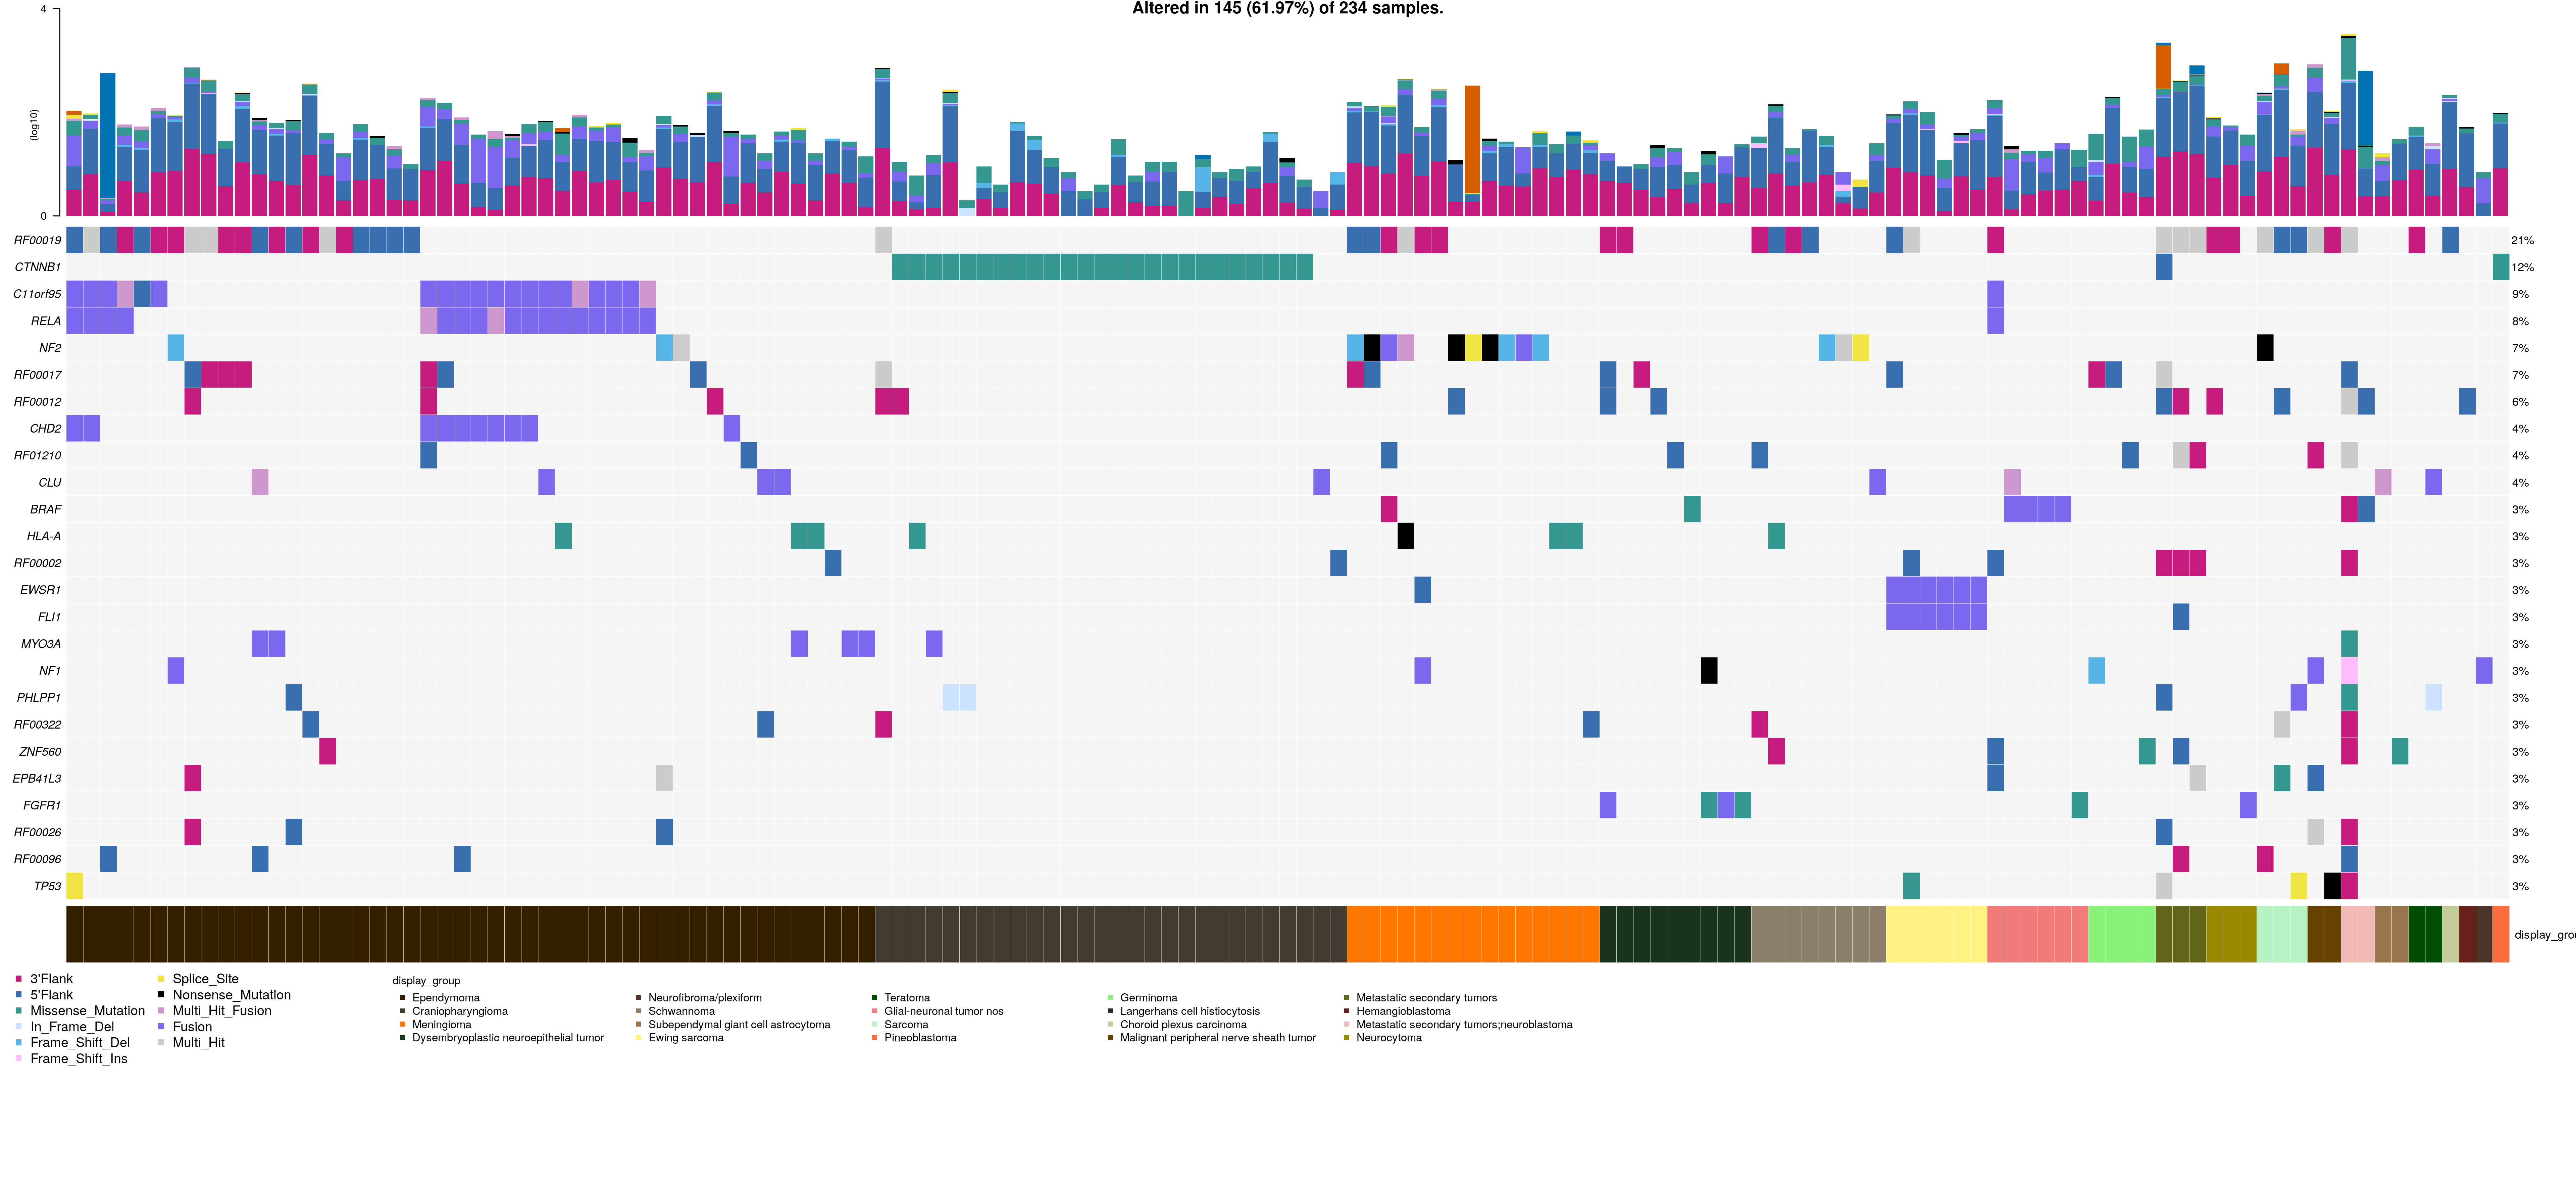 Altered in 145 (61.97%) of 234 samples.
4
(log10)
0
RF00019 21%
CTNNB1 12%
C11orf95 9%
RELA 8%
NF2 7%
RF00017 7%
RF00012 6%
CHD2 4%
RF01210 4%
CLU 4%
BRAF 3%
HLA-A 3%
RF00002 3%
EWSR1 3%
FLI1 3%
MYO3A 3%
NF1 3%
PHLPP1 3%
RF00322 3%
ZNF560 3%
EPB41L3 3%
FGFR1 3%
RF00026 3%
RF00096 3%
TP53 3%
display_grou
3'Flank
5'Flank
Missense_Mutation
In_Frame_Del
Frame_Shift_Del
Frame_Shift_Ins
Splice_Site
Nonsense_Mutation
Multi_Hit_Fusion
Fusion
Multi_Hit
display_group
Ependymoma
Craniopharyngioma
Meningioma
Dysembryoplastic neuroepithelial tumor
Neurofibroma/plexiform
Schwannoma
Subependymal giant cell astrocytoma
Ewing sarcoma
Teratoma
Glial-neuronal tumor nos
Sarcoma
Pineoblastoma
Germinoma
Langerhans cell histiocytosis
Choroid plexus carcinoma
Malignant peripheral nerve sheath tumor
Metastatic secondary tumors
Hemangioblastoma
Metastatic secondary tumors;neuroblastoma
Neurocytoma